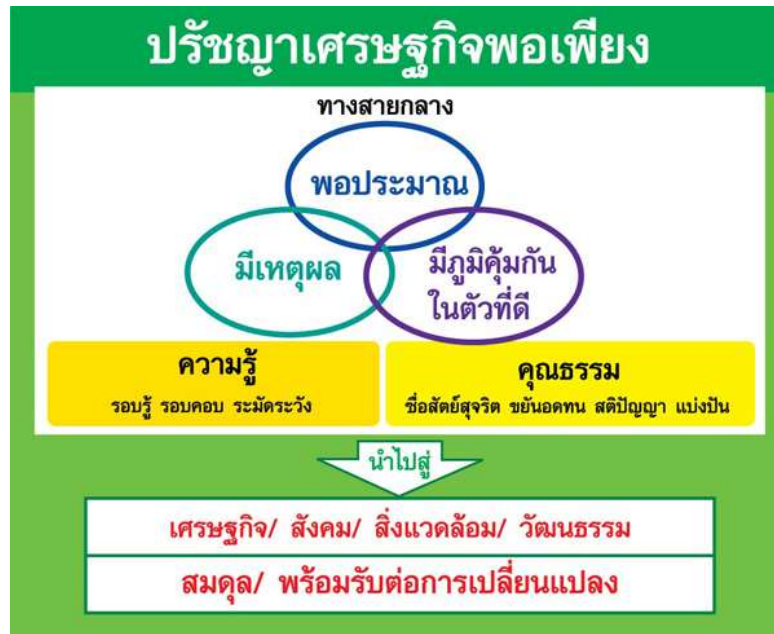 ปรัชญาเศรษฐกิจพอเพียง
ทางสายกลาง
พอประมาณ
มีเหตุผล
มีภูมิคุ้มกัน
ในตัวที่ดี
ความรู้
รอบรู้ รอบคอบ ระมัดระวัง
คุณธรรม
ซื่อสัตย์สุจริต ขยันอดทน สติปัญญา แบ่งปัน
นำไปสู่
เศรษฐกิจ/ สังคม/ สิ่งแวดล้อม/ วัฒนธรรม
สมดุล/ พร้อมรับต่อการเปลี่ยนแปลง